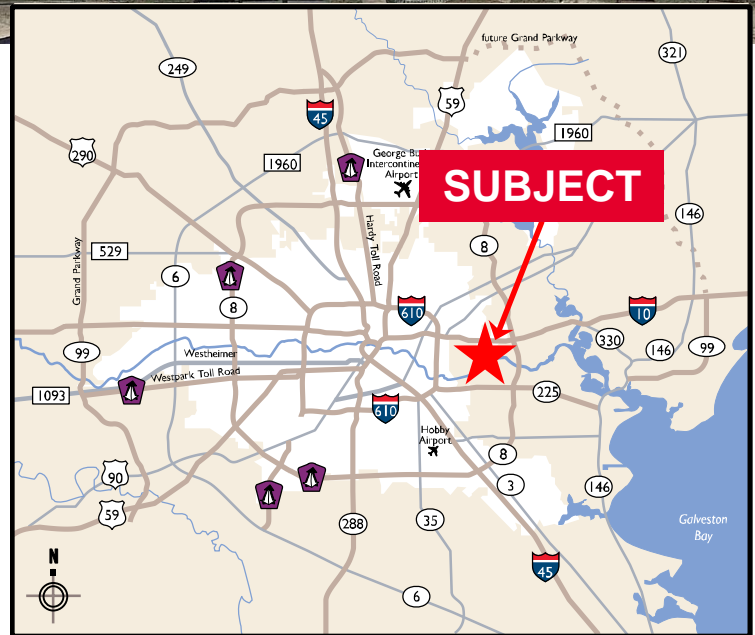 future Grand Parkway
321
249
59
45
1960
290
1960
George Bu
Intercontine
Airport
SUBJECT
146
Hardy Toll Road
8
529
Grand Parkway
6
8
610
10
330
146
99
Westheimer
99
Westpark Toll Road
1093
225
610
Hobby
Airport
8
90
3
146
59
288
35
Galveston
Bay
N
45
6